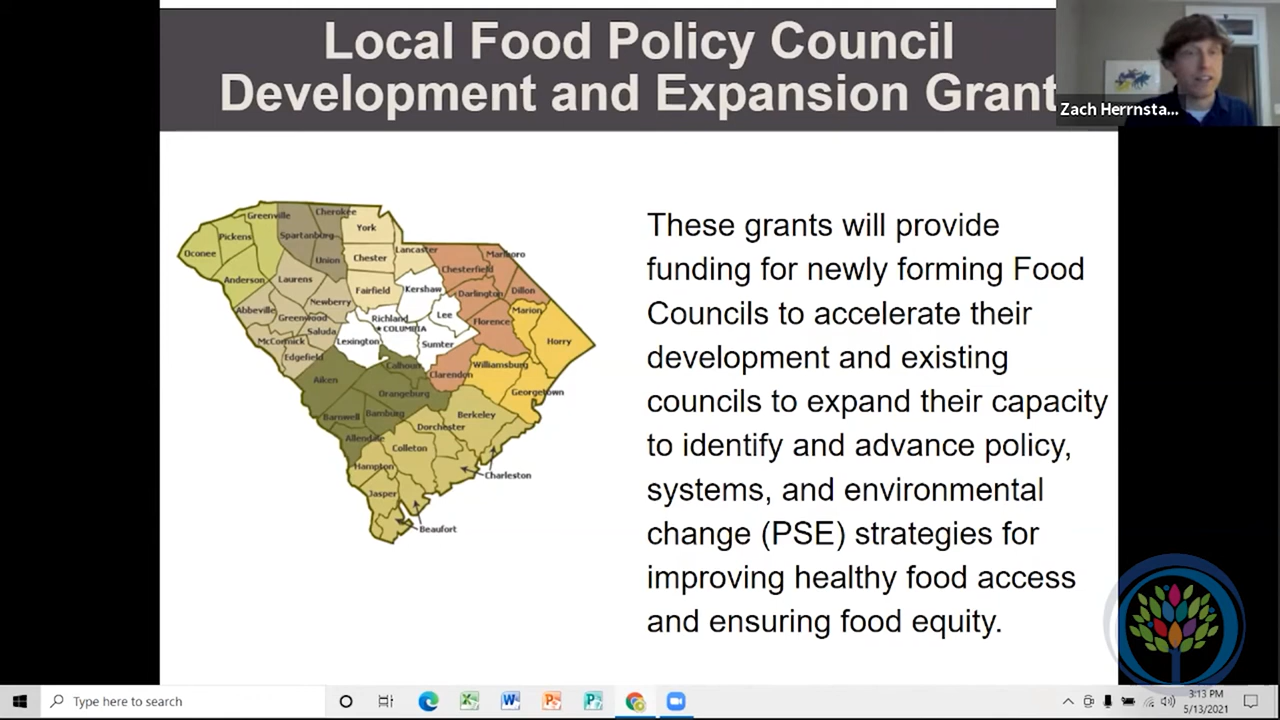 Local Food Policy Council
Development and Expansion Grant
Zach Herrnsta...
These grants will provide
funding for newly forming Food
Councils to accelerate their
development and existing
councils to expand their capacity
to identify and advance policy,
systems, and environmental
change (PSE) strategies for
improving healthy food access
and ensuring food equity.
Greenville
Cherokee
York
Pickens
Spartanburg
Oconee
Union
Chester
Lancaster
Marlboro
Chesterfield
Anderson
Laurens
Fairfield
Kershaw
Darlington
Dillon
Newberry
Abbeville
Greenwood
Richland
Lee
Marion
Saluda
COLUMBIA
Florence
McCormick
Lexington
Sumter
Horry
Edgefield
Calhoun
Williamsburg
Clarendon
Aiken
Orangeburg
Georgetown
Barnwell
Bamburg
Berkeley
Dorchester
Allendale
Colleton
Hampton
Charleston
Jasper
Beaufort
Type here to search
3:13 PM
5/13/2021